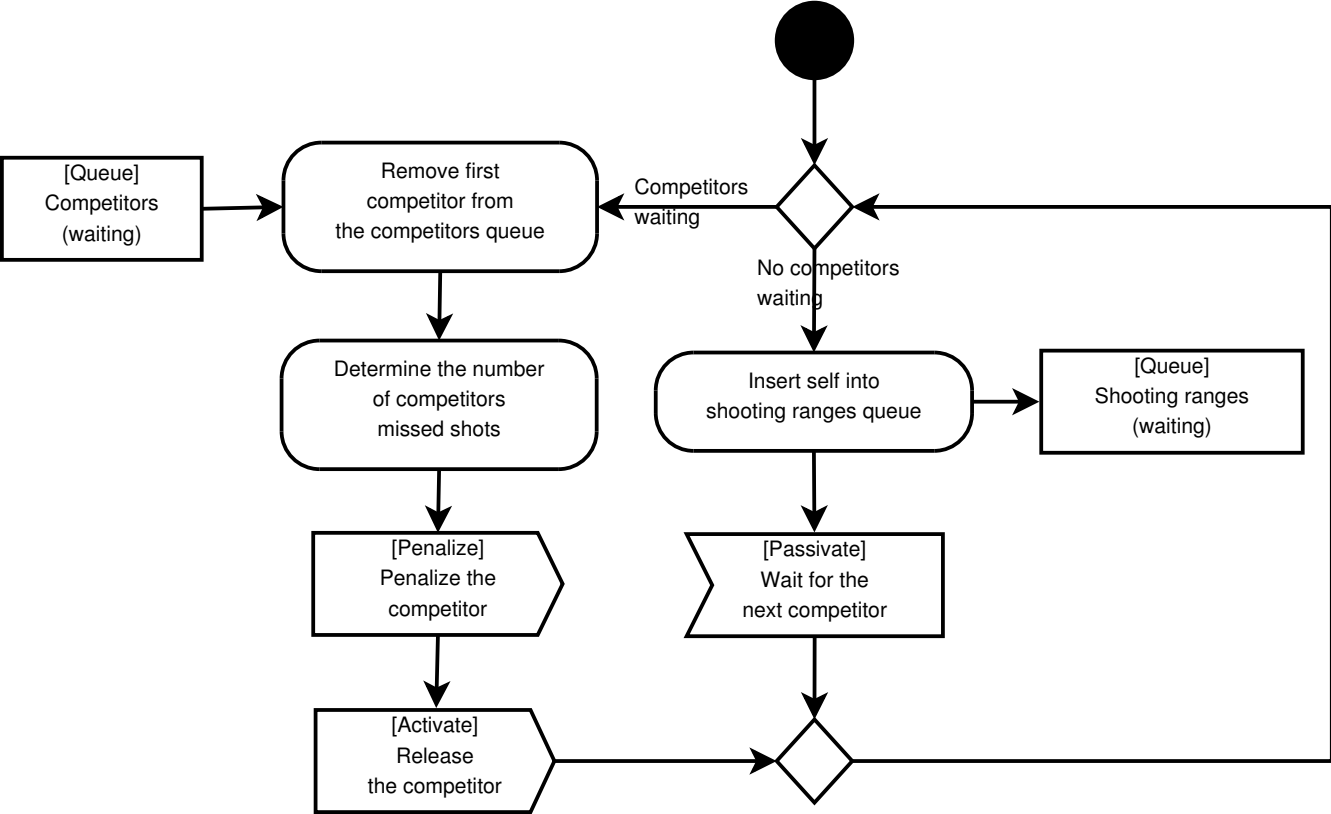 [Queue]
Competitors
(waiting)
Remove first
competitor from
the competitors queue
Competitors
waiting
No competitors
waiting
Determine the number
of competitors
missed shots
Insert self into
shooting ranges queue
[Queue]
Shooting ranges
(waiting)
[Penalize]
Penalize the
competitor
[Passivate]
Wait for the
next competitor
[Activate]
Release
the competitor